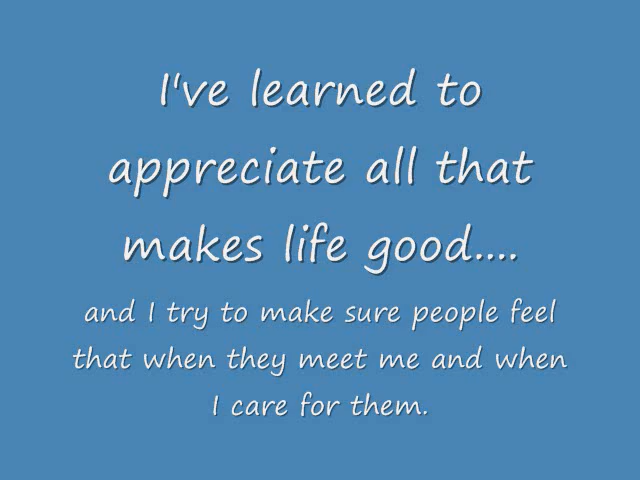 I've learned to
appreciate all that
makes life good....
and I try to make sure people feel
that when they meet me and when
I care for them.